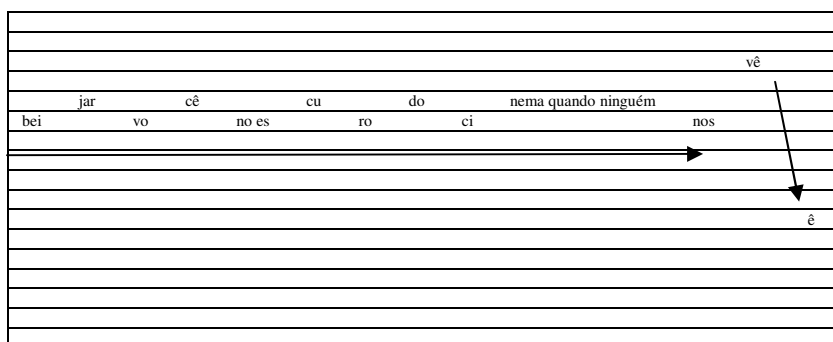 vê
jar cê cu do nema quando ninguém
bei vo no es ro ci nos
ê